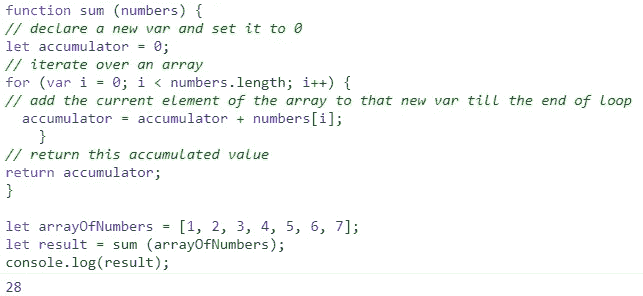 function sum (numbers) {
// declare a new var and set it to 0
let accumulator = 0;
// iterate over an array
for (var i = 0; i < numbers.length; i++) {
// add the current element of the array to that new var till the end of loop
  accumulator = accumulator + numbers[i];
    }
// return this accumulated value
return accumulator;
}

let arrayOfNumbers = [1, 2, 3, 4, 5, 6, 7];
let result = sum (arrayOfNumbers);
console.log(result);
28